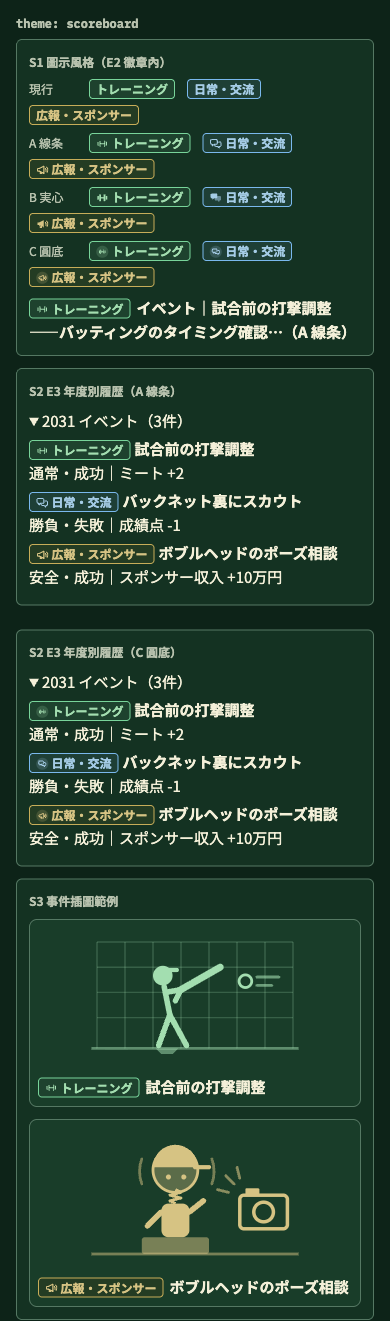 theme: scoreboard
S1 圖示風格（E2 徽章內）
現行 トレーニング 日常・交流
広報・スポンサー
A 線条 トレーニング 日常・交流
広報・スポンサー
B 実心 トレーニング 日常・交流
広報・スポンサー
C 圓底 トレーニング 日常・交流
広報・スポンサー
トレーニング イベント｜試合前の打撃調整
——バッティングのタイミング確認…（A 線条）
S2 E3 年度別履歴（A 線条）
▼2031 イベント（3件）
トレーニング 試合前の打撃調整
通常・成功｜ミート +2
日常・交流 バックネット裏にスカウト
勝負・失敗｜成績点 -1
広報・スポンサー ボブルヘッドのポーズ相談
安全・成功｜スポンサー収入 +10万円
S2 E3 年度別履歴（C 圓底）
▼2031 イベント（3件）
トレーニング 試合前の打撃調整
通常・成功｜ミート +2
日常・交流 バックネット裏にスカウト
勝負・失敗｜成績点 -1
広報・スポンサー ボブルヘッドのポーズ相談
安全・成功｜スポンサー収入 +10万円
S3 事件插圖範例
トレーニング 試合前の打撃調整
広報・スポンサー ボブルヘッドのポーズ相談